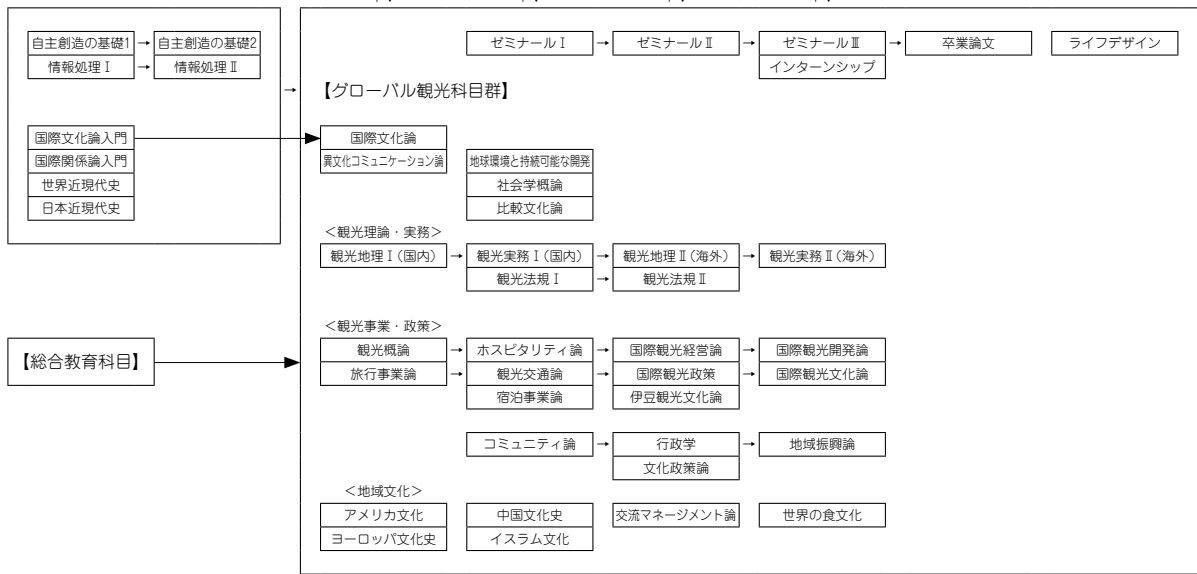 自主創造の基礎1 → 自主創造の基礎2
情報処理Ⅰ → 情報処理Ⅱ
国際文化論入門
国際関係論入門
世界近現代史
日本近現代史
【総合教育科目】
ゼミナールⅠ → ゼミナールⅡ → ゼミナールⅢ → 卒業論文 ライフデザイン
インターンシップ
【グローバル観光科目群】
国際文化論
異文化コミュニケーション論 地球環境と持続可能な開発
社会学概論
比較文化論
<観光理論・実務>
観光地理Ⅰ(国内) → 観光実務Ⅰ(国内) → 観光地理Ⅱ(海外) → 観光実務Ⅱ(海外)
観光法規Ⅰ → 観光法規Ⅱ
<観光事業・政策>
観光概論 → ホスピタリティ論 → 国際観光経営論 → 国際観光開発論
旅行事業論 → 観光交通論 → 国際観光政策 → 国際観光文化論
宿泊事業論 伊豆観光文化論
コミュニティ論 → 行政学 → 地域振興論
文化政策論
<地域文化>
アメリカ文化 中国文化史 交流マネージメント論 世界の食文化
ヨーロッパ文化史 イスラム文化